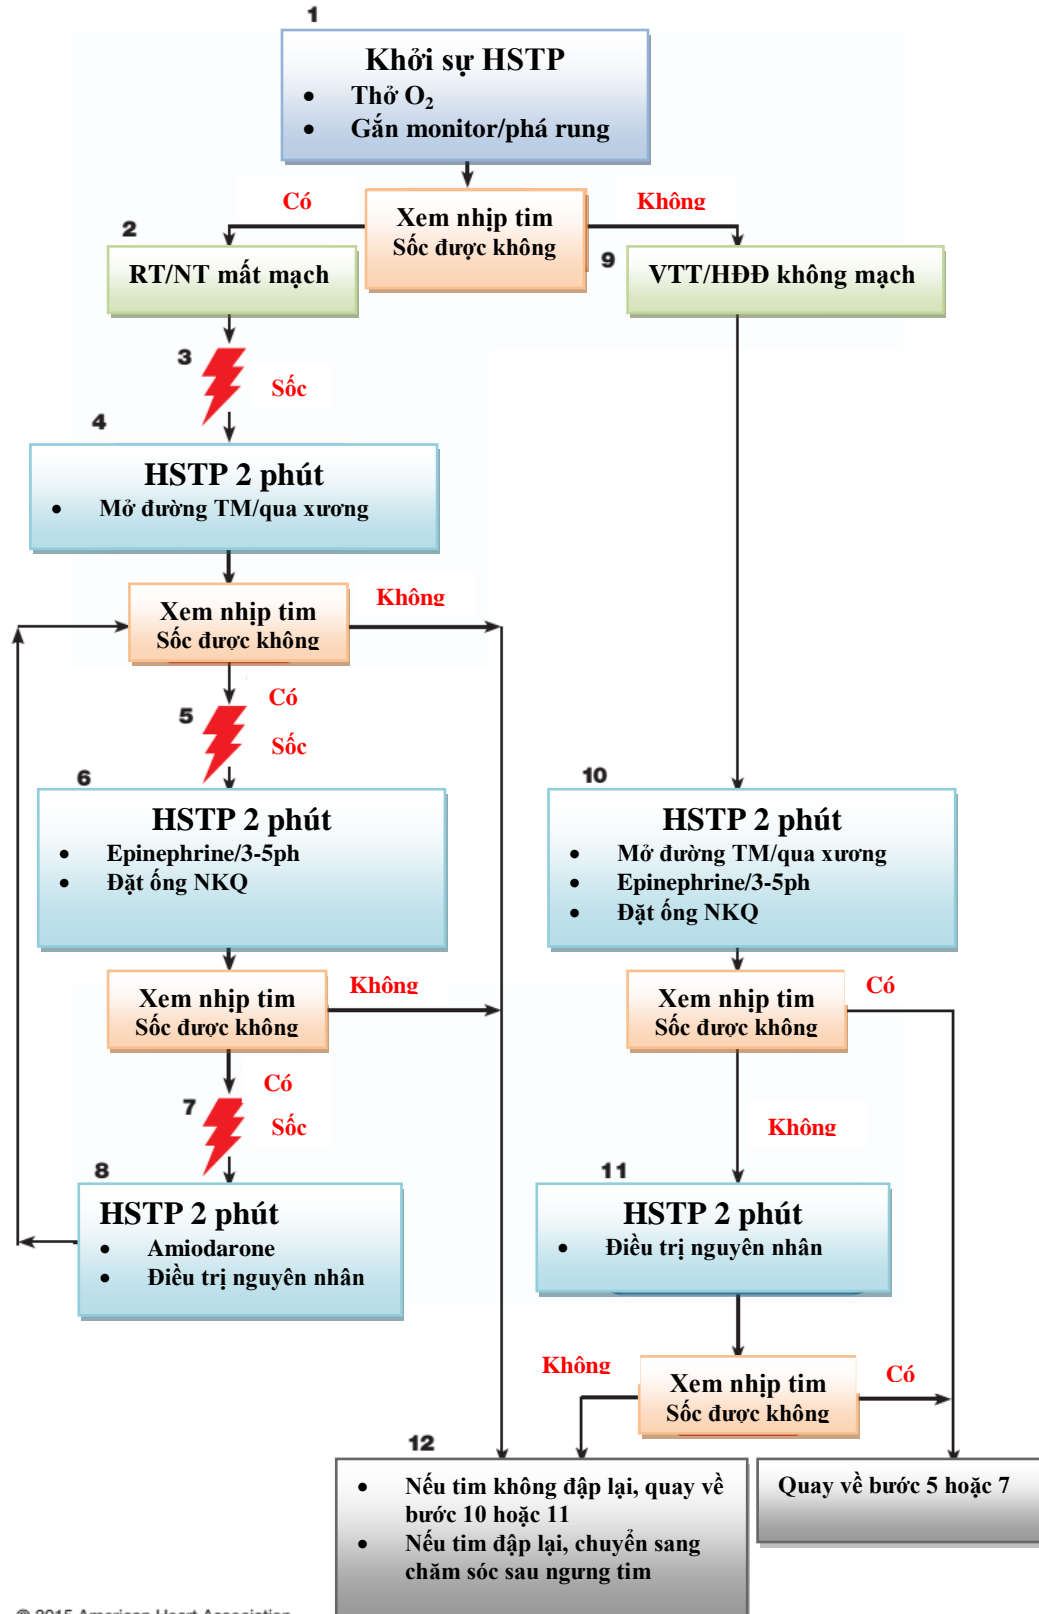 1
Khởi sự HSTP
• Thở O₂
• Gắn monitor/phá rung
Có
Xem nhịp tim
Sốc được không
Không
2
RT/NT mất mạch
9
VTT/HĐĐ không mạch
3
Sốc
4
HSTP 2 phút
• Mở đường TM/qua xương
Xem nhịp tim
Sốc được không
Không
Có
5
Sốc
6
HSTP 2 phút
• Epinephrine/3-5ph
• Đặt ống NKQ
10
HSTP 2 phút
• Mở đường TM/qua xương
• Epinephrine/3-5ph
• Đặt ống NKQ
Xem nhịp tim
Sốc được không
Không
Xem nhịp tim
Sốc được không
Có
Có
7
Sốc
Không
8
HSTP 2 phút
• Amiodarone
• Điều trị nguyên nhân
11
HSTP 2 phút
• Điều trị nguyên nhân
Không
Xem nhịp tim
Sốc được không
Có
12
• Nếu tim không đập lại, quay về
bước 10 hoặc 11
• Nếu tim đập lại, chuyển sang
chăm sóc sau ngưng tim
Quay về bước 5 hoặc 7
© 2015 American Heart Association